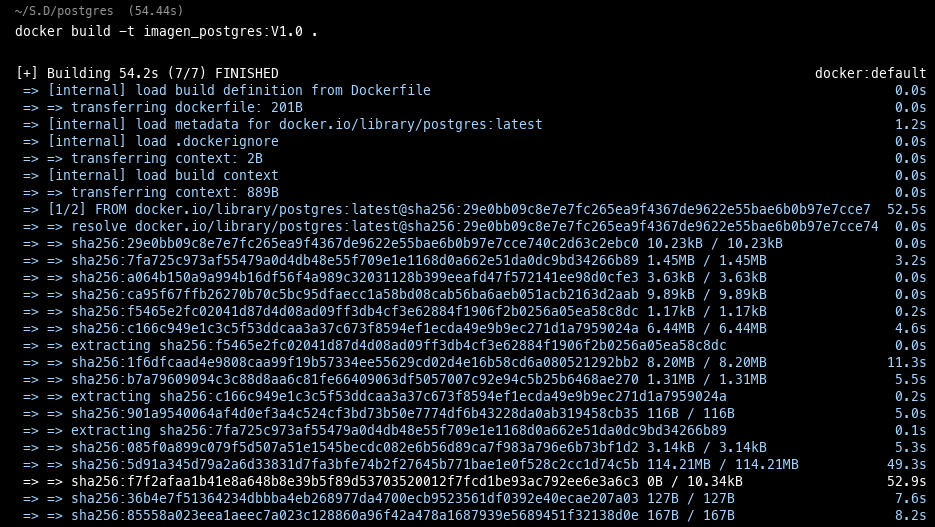 ~/S.D/postgres (54.44s)
docker build -t imagen_postgres:V1.0 .
[+] Building 54.2s (7/7) FINISHED docker:default
=> [internal] load build definition from Dockerfile 0.0s
=> => transferring dockerfile: 201B 0.0s
=> [internal] load metadata for docker.io/library/postgres:latest 1.2s
=> [internal] load .dockerignore 0.0s
=> => transferring context: 2B 0.0s
=> [internal] load build context 0.0s
=> => transferring context: 889B 0.0s
=> [1/2] FROM docker.io/library/postgres:latest@sha256:29e0bb09c8e7e7fc265ea9f4367de9622e55bae6b0b97e7cce7 52.5s
=> => resolve docker.io/library/postgres:latest@sha256:29e0bb09c8e7e7fc265ea9f4367de9622e55bae6b0b97e7cce74 0.0s
=> => sha256:29e0bb09c8e7e7fc265ea9f4367de9622e55bae6b0b97e7cce740c2d63c2ebc0 10.23kB / 10.23kB 0.0s
=> => sha256:7fa725c973af55479a0d4db48e55f709e1e1168d0a662e51da0dc9bd34266b89 1.45MB / 1.45MB 3.2s
=> => sha256:a064b150a9a994b16df56f4a989c32031128b399eeafd47f572141ee98d0cfe3 3.63kB / 3.63kB 0.0s
=> => sha256:ca95f67ffb26270b70c5bc95dfaecc1a58bd08cab56ba6aeb051acb2163d2aab 9.89kB / 9.89kB 0.0s
=> => sha256:f5465e2fc02041d87d4d08ad09ff3db4cf3e62884f1906f2b0256a05ea58c8dc 1.17kB / 1.17kB 0.2s
=> => sha256:c166c949e1c3c5f53ddcaa3a37c673f8594ef1ecda49e9b9ec271d1a7959024a 6.44MB / 6.44MB 4.6s
=> => extracting sha256:f5465e2fc02041d87d4d08ad09ff3db4cf3e62884f1906f2b0256a05ea58c8dc 0.0s
=> => sha256:1f6dfcaad4e9808caa99f19b57334ee55629cd02d4e16b58cd6a080521292bb2 8.20MB / 8.20MB 11.3s
=> => sha256:b7a79609094c3c88d8aa6c81fe66409063df5057007c92e94c5b25b6468ae270 1.31MB / 1.31MB 5.5s
=> => extracting sha256:c166c949e1c3c5f53ddcaa3a37c673f8594ef1ecda49e9b9ec271d1a7959024a 0.2s
=> => sha256:901a9540064af4d0ef3a4c524cf3bd73b50e7774df6b43228da0ab319458cb35 116B / 116B 5.0s
=> => extracting sha256:7fa725c973af55479a0d4db48e55f709e1e1168d0a662e51da0dc9bd34266b89 0.1s
=> => sha256:085f0a899c079f5d507a51e1545becdc082e6b56d89ca7f983a796e6b73bf1d2 3.14kB / 3.14kB 5.3s
=> => sha256:5d91a345d79a2a6d33831d7fa3bfe74b2f27645b771bae1e0f528c2cc1d74c5b 114.21MB / 114.21MB 49.3s
=> => sha256:f7f2afaa1b41e8a648b8e39b5f89d53703520012f7fcd1be93ac792ee6e3a6c3 0B / 10.34kB 52.9s
=> => sha256:36b4e7f51364234dbbba4eb268977da4700ecb9523561df0392e40ecae207a03 127B / 127B 7.6s
=> => sha256:85558a023eea1aeec7a023c128860a96f42a478a1687939e5689451f32138d0e 167B / 167B 8.2s